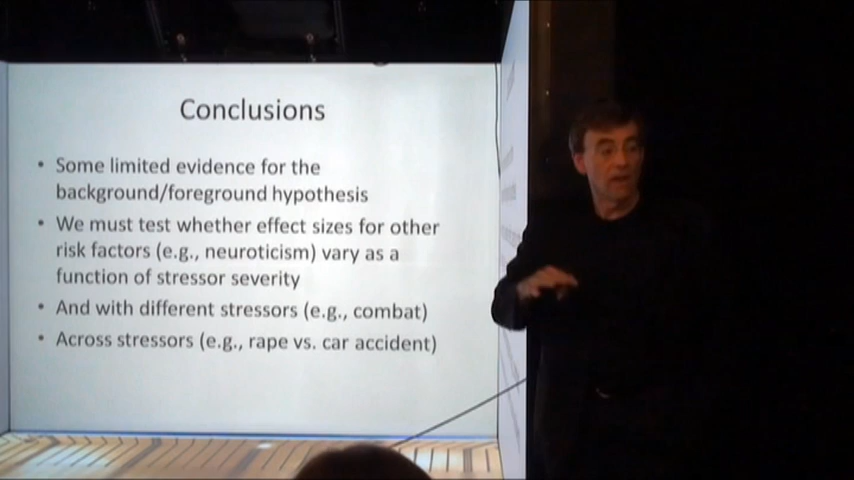 Conclusions
• Some limited evidence for the
background/foreground hypothesis
• We must test whether effect sizes for other
risk factors (e.g., neuroticism) vary as a
function of stressor severity
• And with different stressors (e.g., combat)
• Across stressors (e.g., rape vs. car accident)